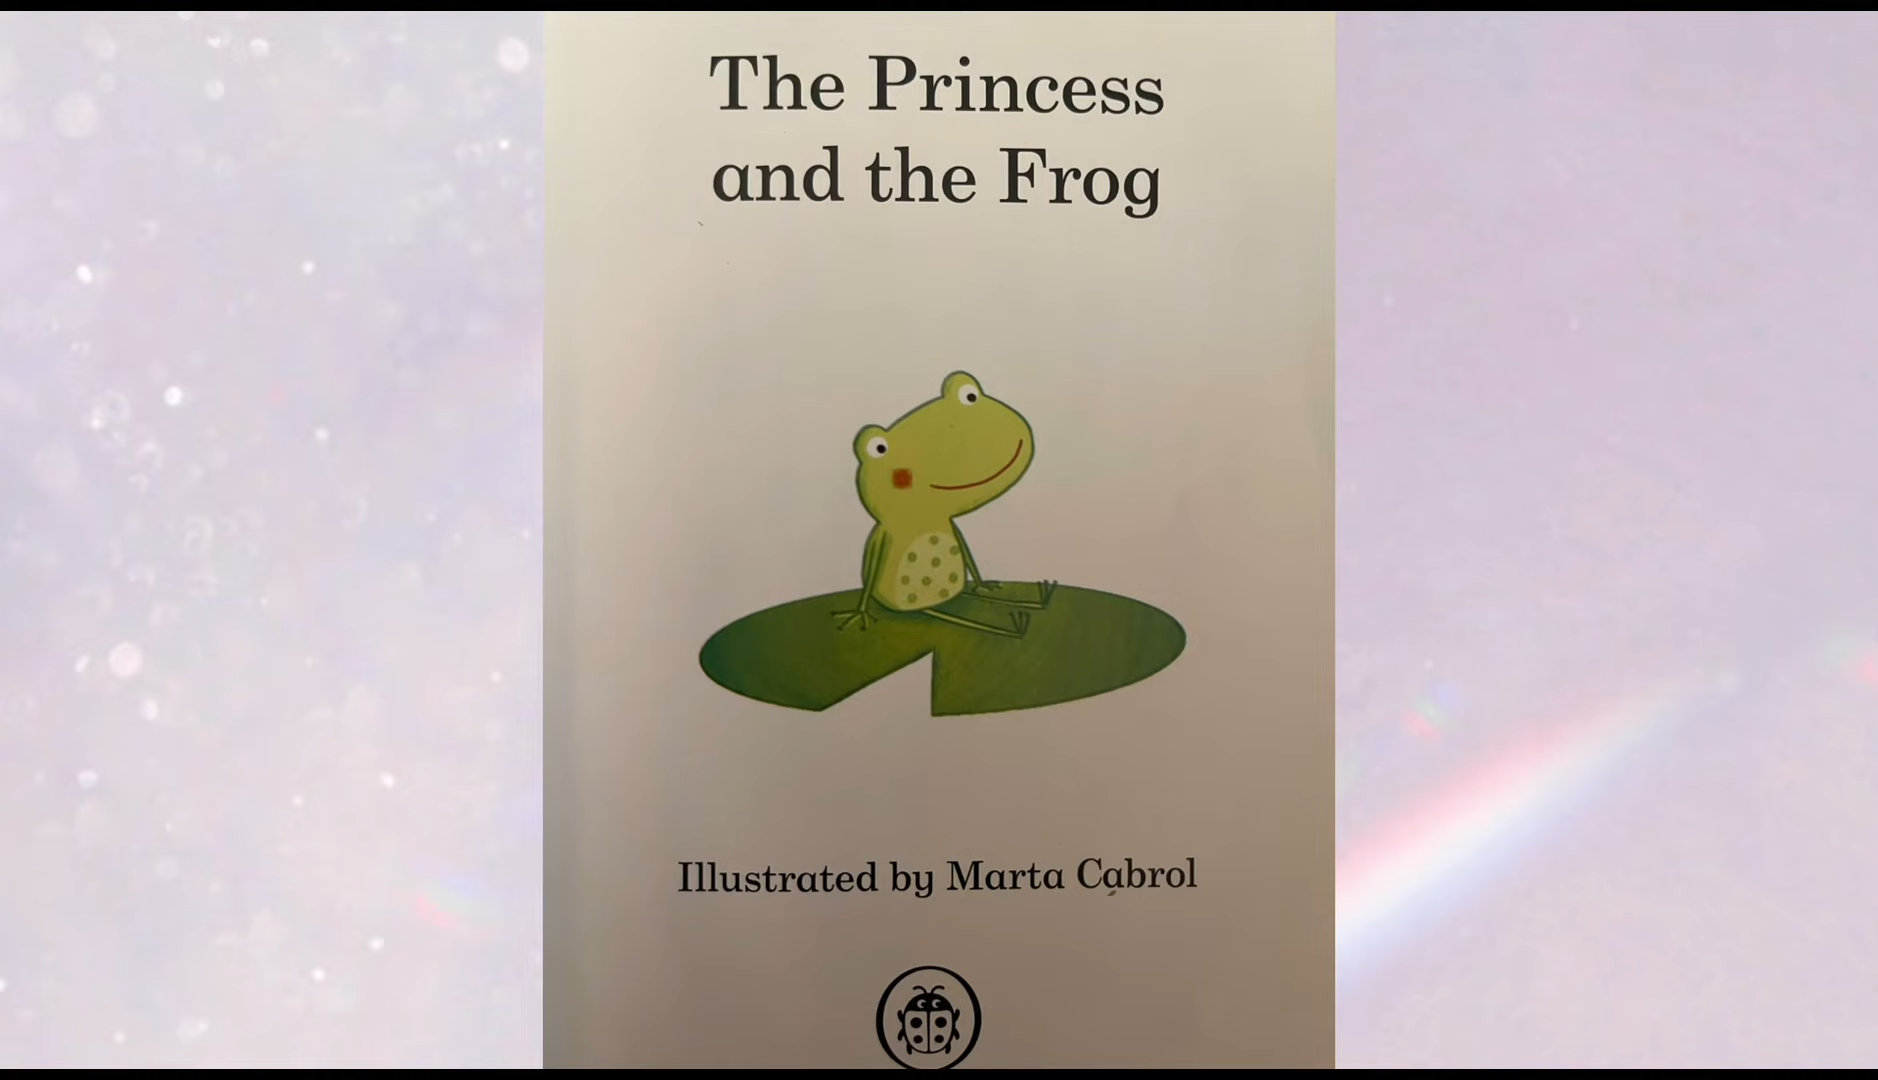 The Princess
and the Frog
Illustrated by Marta Cabrol